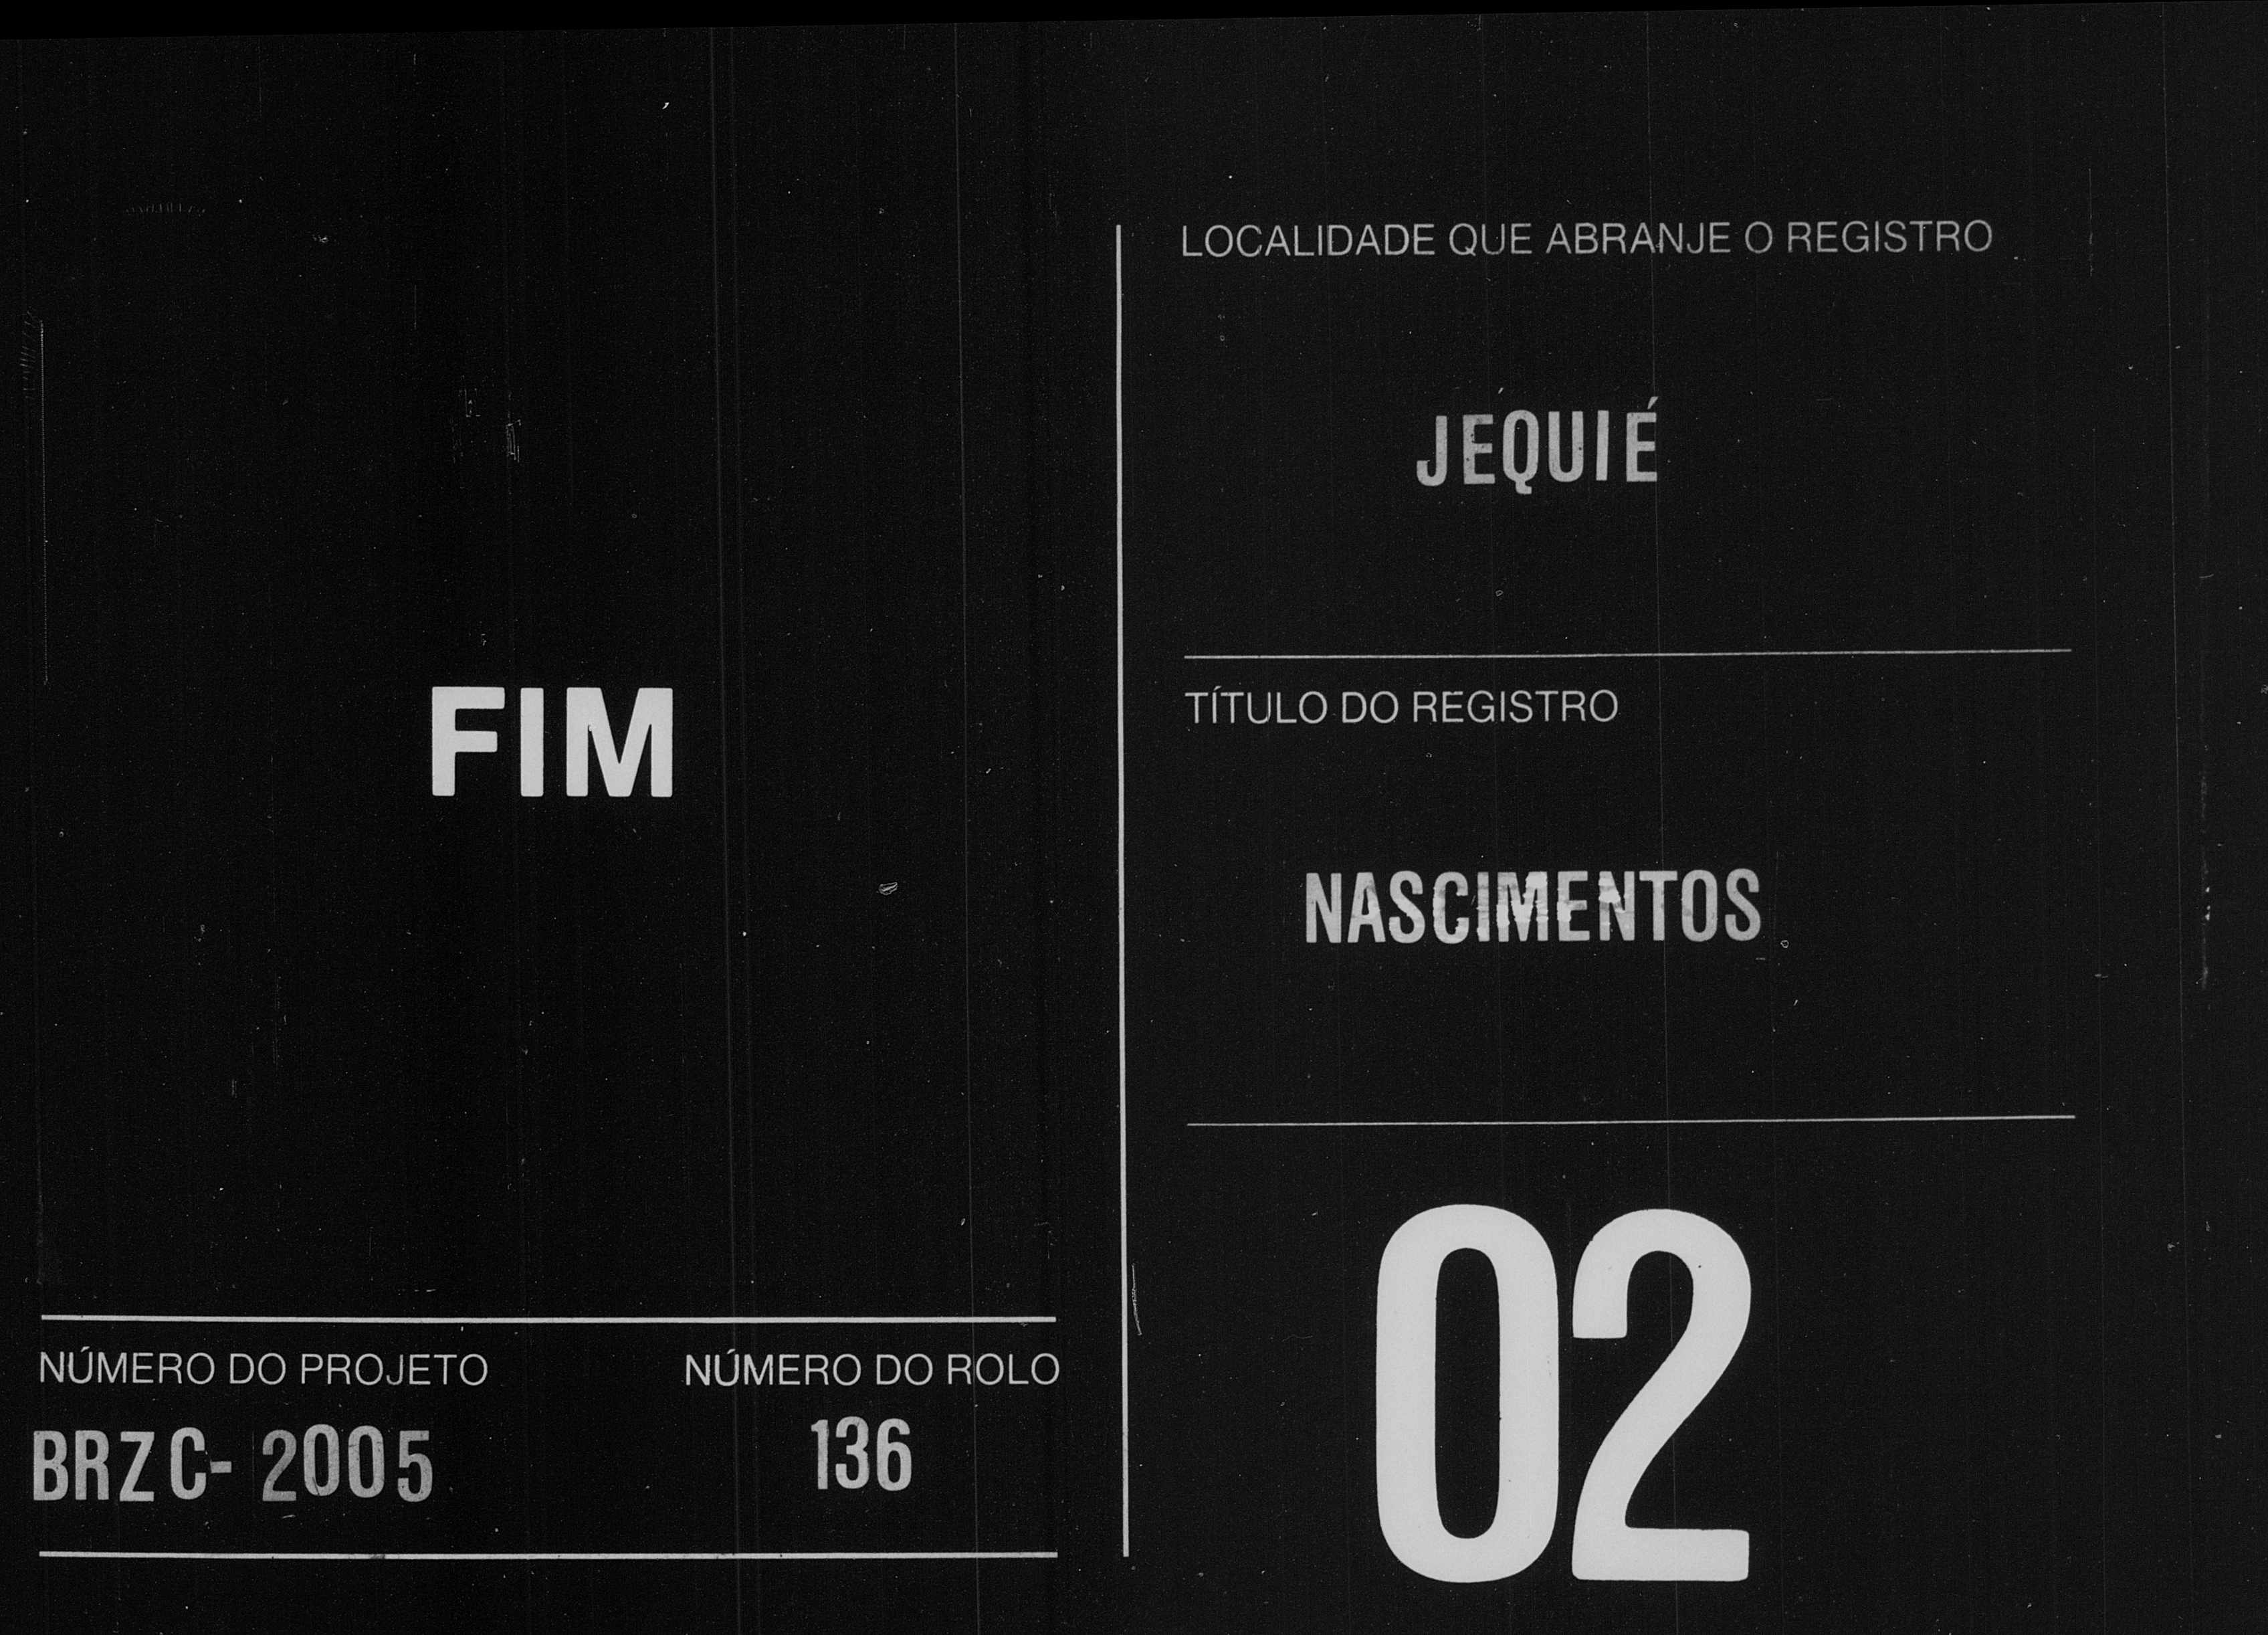 FIM
NÚMERO DO PROJETO
BRZC- 2005
NÚMERO DO ROLO
136
LOCALIDADE QUE ABRANJE O REGISTRO
JEQUIÉ
TÍTULO DO REGISTRO
NASCIMENTOS
02